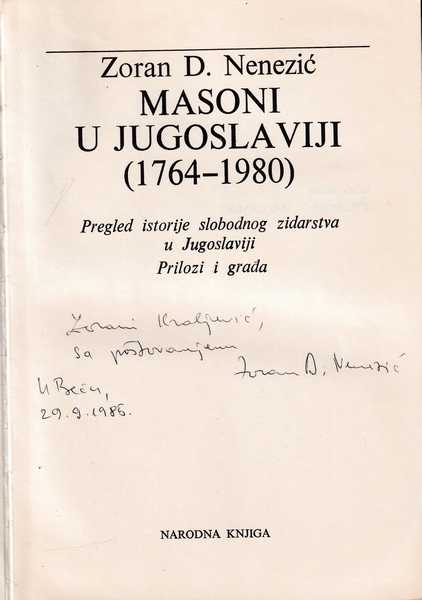 Zoran D. Nenezić
MASONI
U JUGOSLAVIJI
(1764–1980)
Pregled istorije slobodnog zidarstva
u Jugoslaviji
Prilozi i građa
Zorani Kraljević,
sa poštovanjem
Zoran D. Nenezić
U Beču,
29.9.1986.
NARODNA KNJIGA